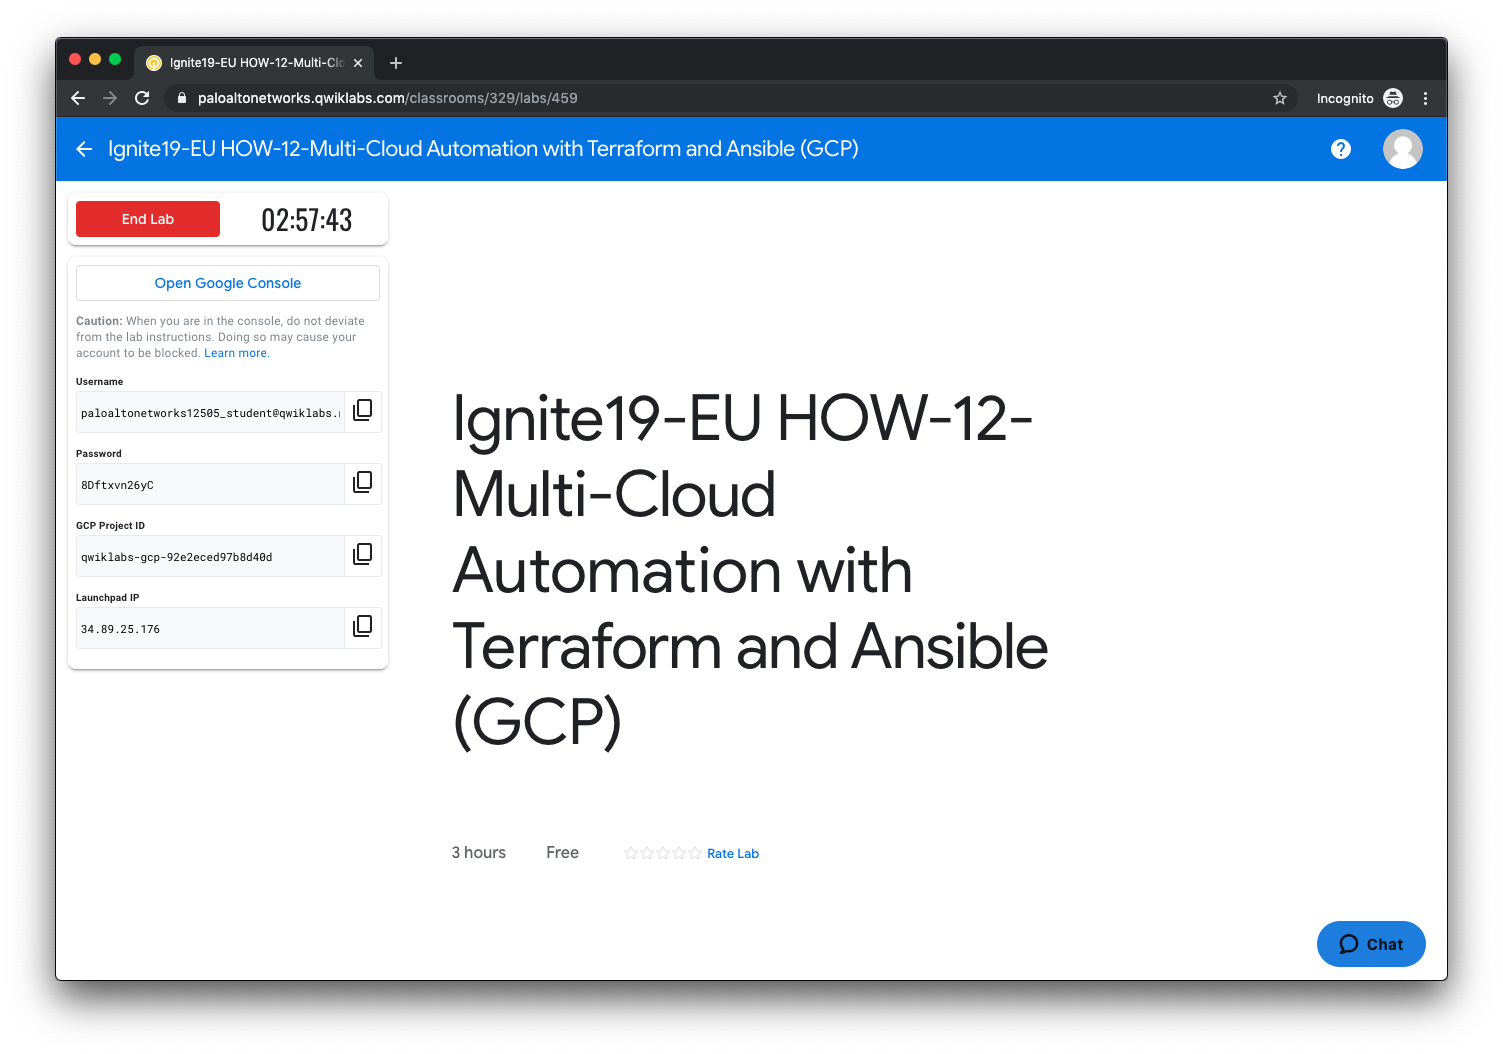 Ignite19-EU HOW-12-Multi-Clo
paloaltonetworks.qwiklabs.com/classrooms/329/labs/459
Incognito
Ignite19-EU HOW-12-Multi-Cloud Automation with Terraform and Ansible (GCP)
End Lab
02:57:43
Open Google Console
Caution: When you are in the console, do not deviate
from the lab instructions. Doing so may cause your
account to be blocked. Learn more.
Username
paloaltonetworks12505_student@qwiklabs.
Password
8Dftxvn26yC
GCP Project ID
qwiklabs-gcp-92e2eced97b8d40d
Launchpad IP
34.89.25.176
Ignite19-EU HOW-12-
Multi-Cloud
Automation with
Terraform and Ansible
(GCP)
3 hours
Free
Rate Lab
Chat